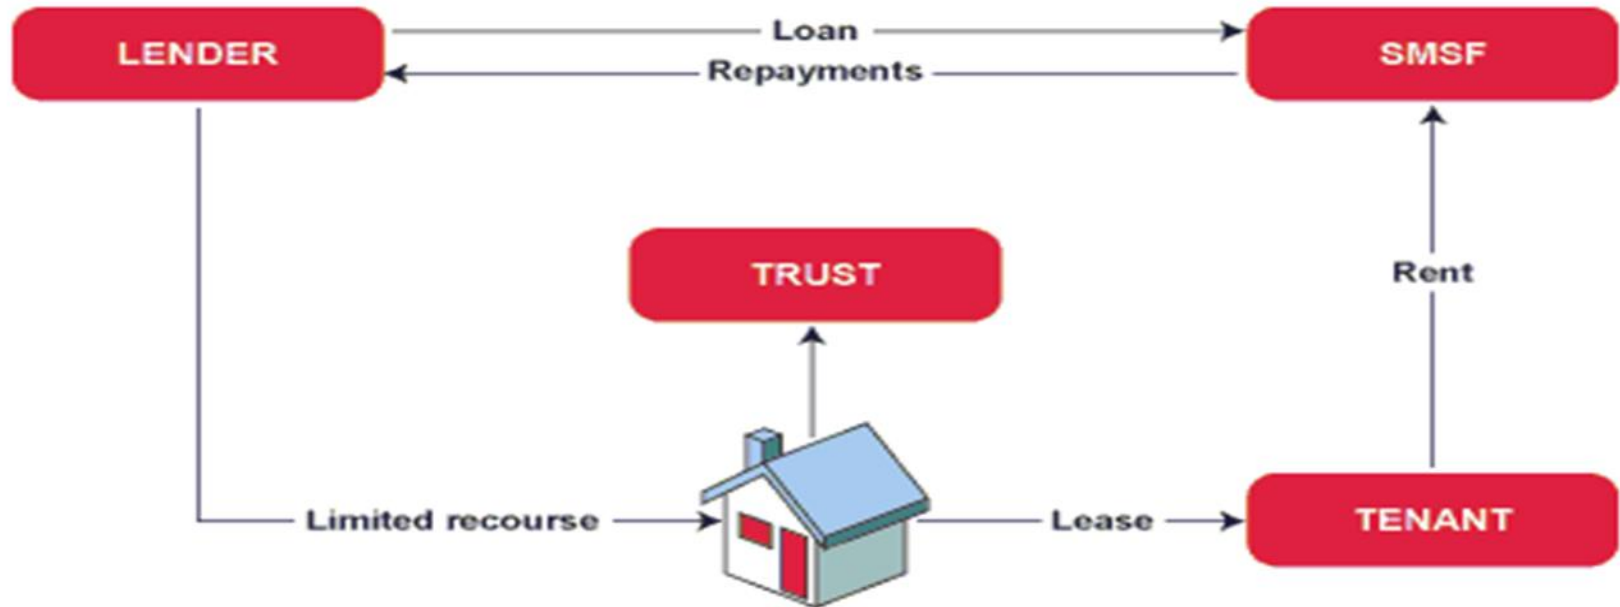 LENDER
Loan
SMSF
Repayments
TRUST
Rent
Limited recourse
Lease
TENANT